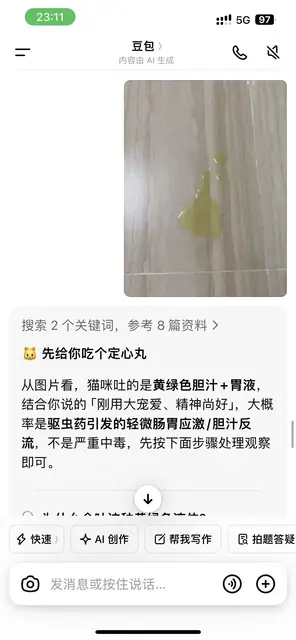 23:11
5G 97
豆包 〉
内容由 AI 生成
搜索 2 个关键词，参考 8 篇资料 〉
🐱 先给你吃个定心丸
从图片看，猫咪吐的是黄绿色胆汁+胃液，
结合你说的「刚用大宠爱、精神尚好」，大概
率是驱虫药引发的轻微肠胃应激/胆汁反
流，不是严重中毒，先按下面步骤处理观察
即可。
快速 〉 AI 创作 帮我写作 拍题答疑
发消息或按住说话...